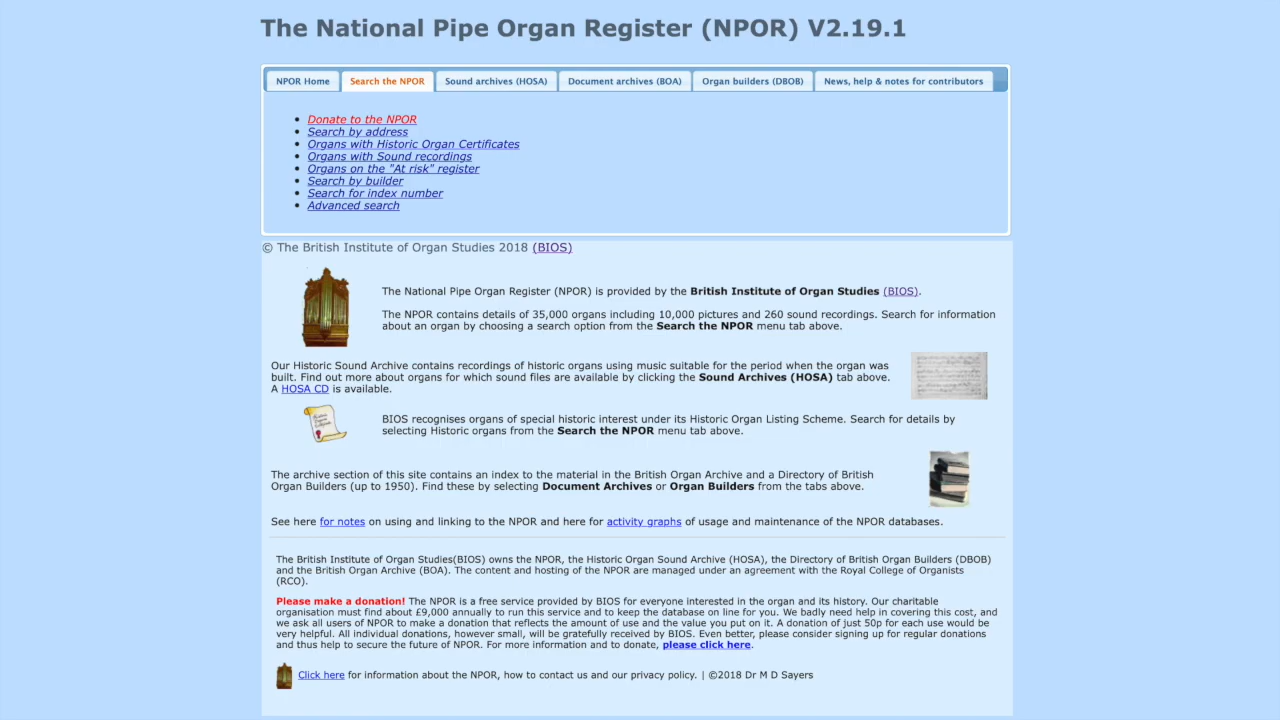 The National Pipe Organ Register (NPOR) V2.19.1
NPOR Home
Search the NPOR
Sound archives (HOSA)
Document archives (BOA)
Organ builders (DBOB)
News, help & notes for contributors
Donate to the NPOR
Search by address
Organs with Historic Organ Certificates
Organs with Sound recordings
Organs on the "At risk" register
Search by builder
Search for index number
Advanced search
© The British Institute of Organ Studies 2018 (BIOS)
The National Pipe Organ Register (NPOR) is provided by the British Institute of Organ Studies (BIOS).
The NPOR contains details of 35,000 organs including 10,000 pictures and 260 sound recordings. Search for information
about an organ by choosing a search option from the Search the NPOR menu tab above.
Our Historic Sound Archive contains recordings of historic organs using music suitable for the period when the organ was
built. Find out more about organs for which sound files are available by clicking the Sound Archives (HOSA) tab above.
A HOSA CD is available.
BIOS recognises organs of special historic interest under its Historic Organ Listing Scheme. Search for details by
selecting Historic organs from the Search the NPOR menu tab above.
The archive section of this site contains an index to the material in the British Organ Archive and a Directory of British
Organ Builders (up to 1950). Find these by selecting Document Archives or Organ Builders from the tabs above.
See here for notes on using and linking to the NPOR and here for activity graphs of usage and maintenance of the NPOR databases.
The British Institute of Organ Studies(BIOS) owns the NPOR, the Historic Organ Sound Archive (HOSA), the Directory of British Organ Builders (DBOB)
and the British Organ Archive (BOA). The content and hosting of the NPOR are managed under an agreement with the Royal College of Organists
(RCO).
Please make a donation! The NPOR is a free service provided by BIOS for everyone interested in the organ and its history. Our charitable
organisation must find about £9,000 annually to run this service and to keep the database on line for you. We badly need help in covering this cost, and
we ask all users of NPOR to make a donation that reflects the amount of use and the value you put on it. A donation of just 50p for each use would be
very helpful. All individual donations, however small, will be gratefully received by BIOS. Even better, please consider signing up for regular donations
and thus help to secure the future of NPOR. For more information and to donate, please click here.
Click here for information about the NPOR, how to contact us and our privacy policy. | ©2018 Dr M D Sayers